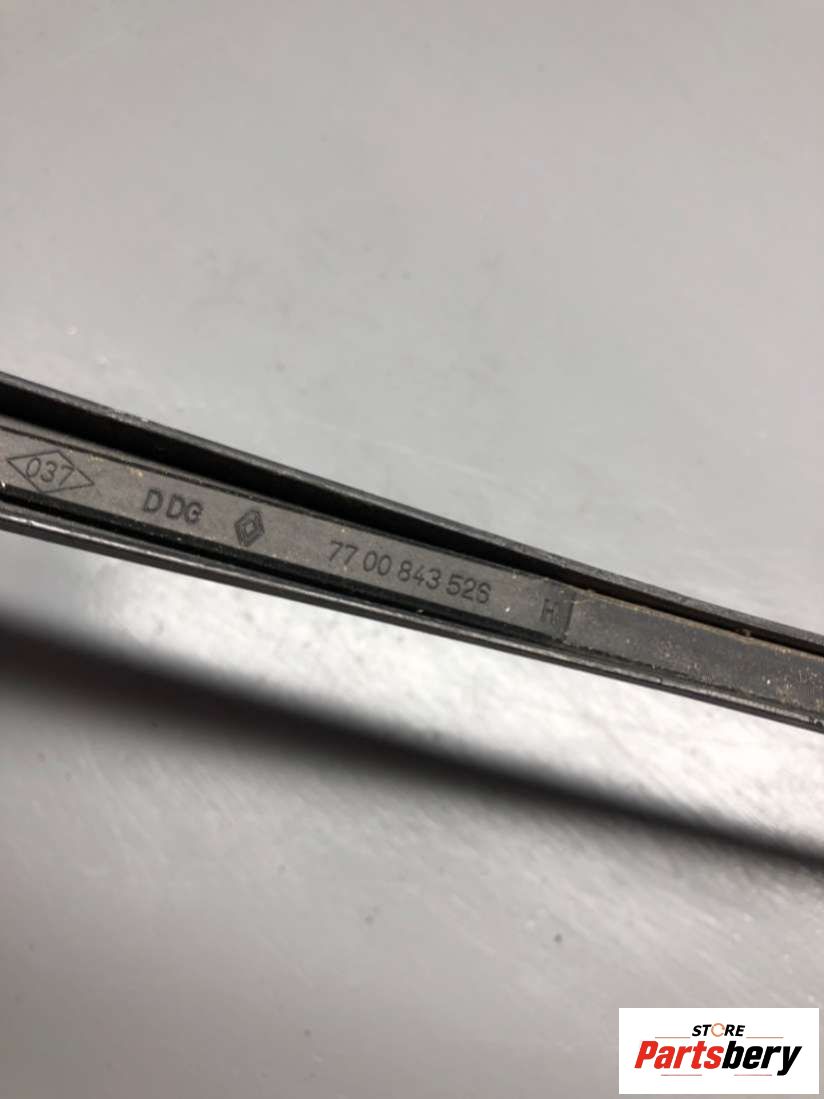 037 DDG 77 00 843 526 H
STORE
Partsbery